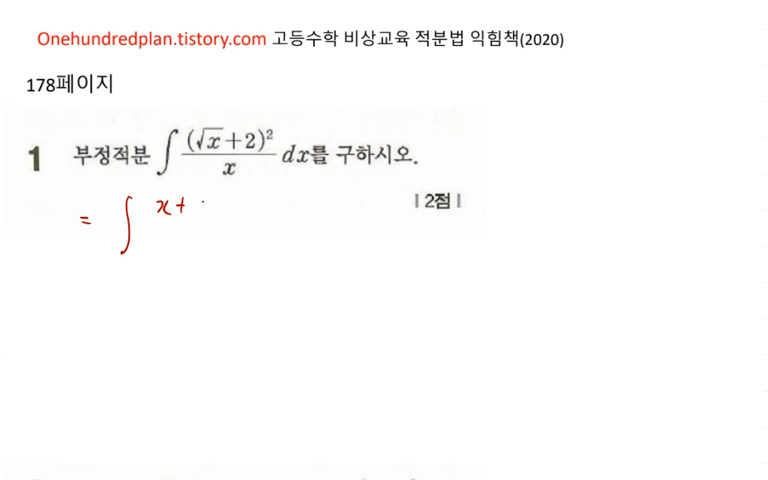 Onehundredplan.tistory.com 고등수학 비상교육 적분법 익힘책(2020)
178페이지
1 부정적분 ∫ (√x+2)²/x dx를 구하시오.
| 2점 |
= ∫ x+